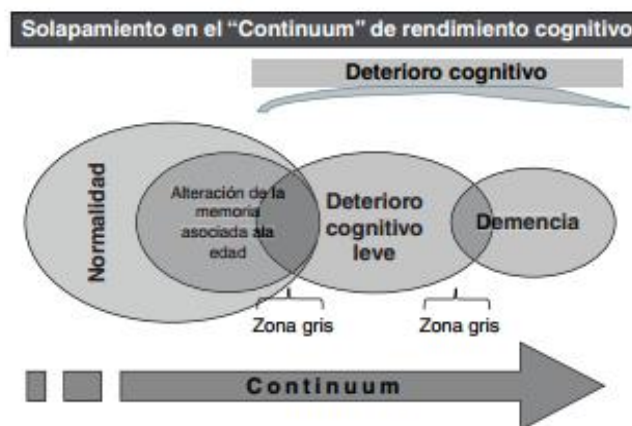 Solapamiento en el “Continuum” de rendimiento cognitivo
Deterioro cognitivo
Normalidad
Alteración de la
memoria
asociada ala
edad
Deterioro
cognitivo
leve
Demencia
Zona gris
Zona gris
Continuum